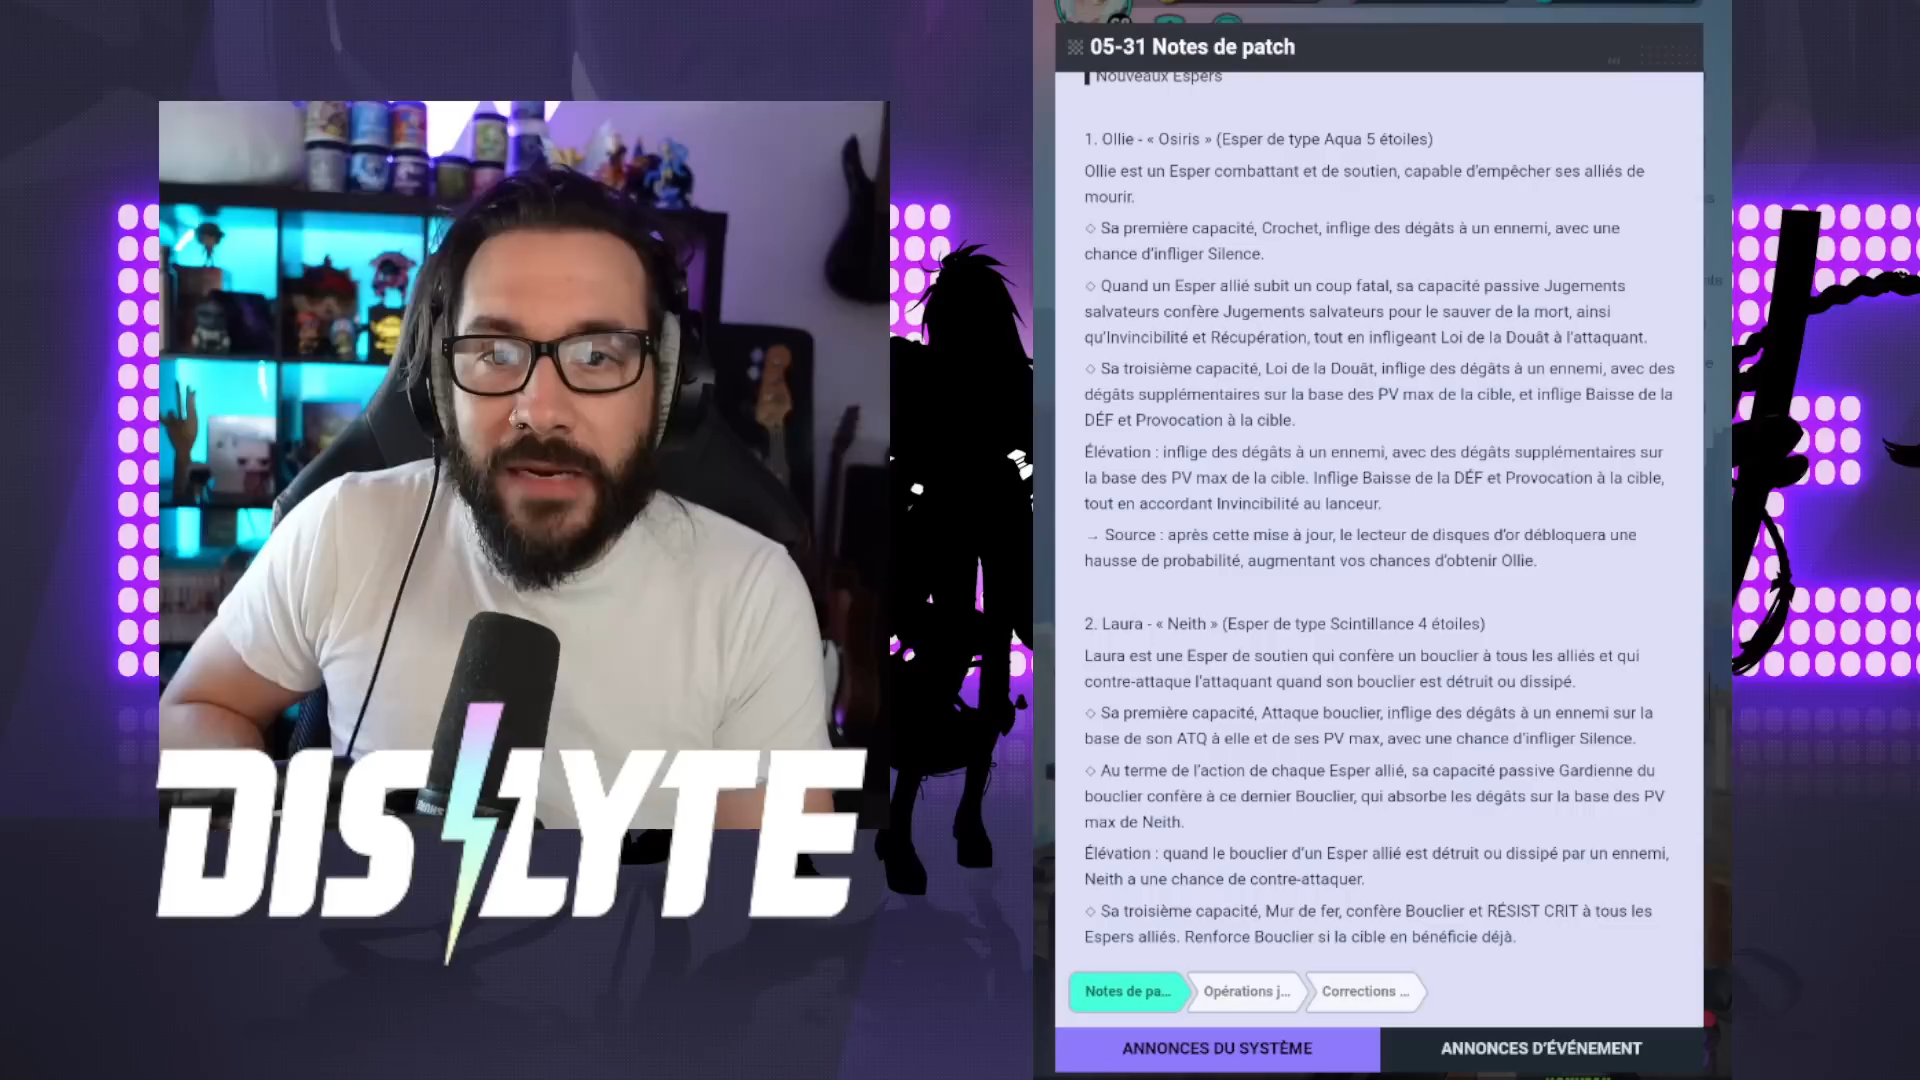 05-31 Notes de patch
Nouveaux Espers
1. Ollie - « Osiris » (Esper de type Aqua 5 étoiles)
Ollie est un Esper combattant et de soutien, capable d'empêcher ses alliés de
mourir.
◇ Sa première capacité, Crochet, inflige des dégâts à un ennemi, avec une
chance d'infliger Silence.
◇ Quand un Esper allié subit un coup fatal, sa capacité passive Jugements
salvateurs confère Jugements salvateurs pour le sauver de la mort, ainsi
qu'Invincibilité et Récupération, tout en infligeant Loi de la Douât à l'attaquant.
◇ Sa troisième capacité, Loi de la Douât, inflige des dégâts à un ennemi, avec des
dégâts supplémentaires sur la base des PV max de la cible, et inflige Baisse de la
DÉF et Provocation à la cible.
Élévation : inflige des dégâts à un ennemi, avec des dégâts supplémentaires sur
la base des PV max de la cible. Inflige Baisse de la DÉF et Provocation à la cible,
tout en accordant Invincibilité au lanceur.
→ Source : après cette mise à jour, le lecteur de disques d'or débloquera une
hausse de probabilité, augmentant vos chances d'obtenir Ollie.
2. Laura - « Neith » (Esper de type Scintillance 4 étoiles)
Laura est une Esper de soutien qui confère un bouclier à tous les alliés et qui
contre-attaque l'attaquant quand son bouclier est détruit ou dissipé.
◇ Sa première capacité, Attaque bouclier, inflige des dégâts à un ennemi sur la
base de son ATQ à elle et de ses PV max, avec une chance d'infliger Silence.
◇ Au terme de l'action de chaque Esper allié, sa capacité passive Gardienne du
bouclier confère à ce dernier Bouclier, qui absorbe les dégâts sur la base des PV
max de Neith.
Élévation : quand le bouclier d'un Esper allié est détruit ou dissipé par un ennemi,
Neith a une chance de contre-attaquer.
◇ Sa troisième capacité, Mur de fer, confère Bouclier et RÉSIST CRIT à tous les
Espers alliés. Renforce Bouclier si la cible en bénéficie déjà.
Notes de pa... Opérations j... Corrections ...
ANNONCES DU SYSTÈME ANNONCES D'ÉVÉNEMENT
DISLYTE